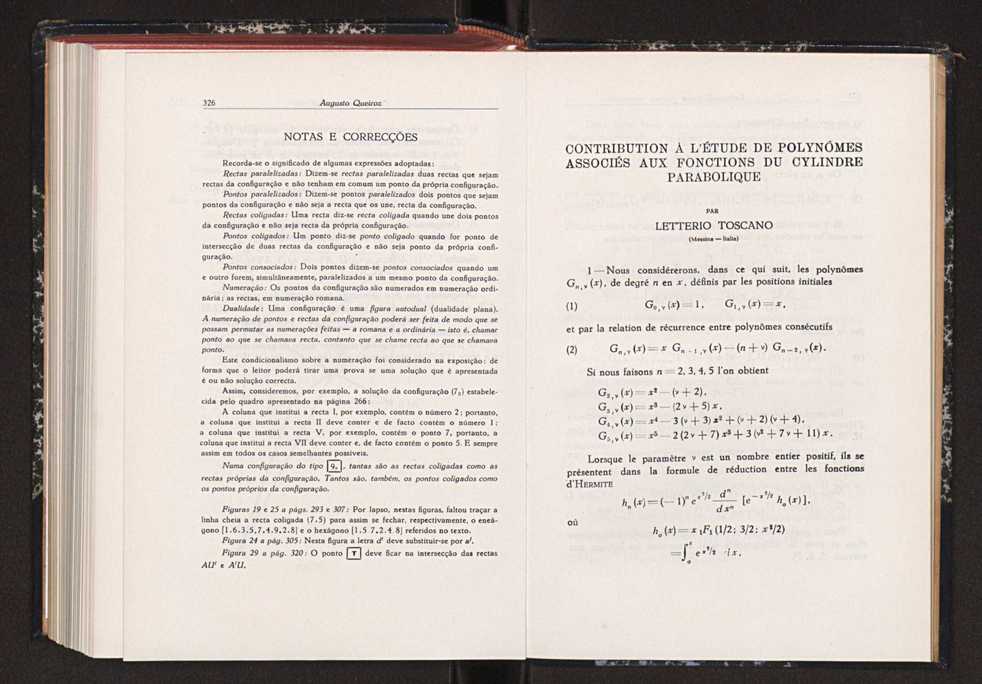 326 Augusto Queiroz
NOTAS E CORRECÇÕES
Recorda-se o significado de algumas expressões adoptadas:
Rectas paralelizadas: Dizem-se rectas paralelizadas duas rectas que sejam
rectas da configuração e não tenham em comum um ponto da própria configuração.
Pontos paralelizados: Dizem-se pontos paralelizados dois pontos que sejam
pontos da configuração e não seja a recta que os une, recta da configuração.
Rectas coligadas: Uma recta diz-se recta coligada quando une dois pontos
da configuração e não seja recta da própria configuração.
Pontos coligados: Um ponto diz-se ponto coligado quando for ponto de
intersecção de duas rectas da configuração e não seja ponto da própria confi-
guração.
Pontos consociados: Dois pontos dizem-se pontos consociados quando um
e outro forem, simultâneamente, paralelizados a um mesmo ponto da configuração.
Numeração: Os pontos da configuração são numerados em numeração ordi-
nária; as rectas, em numeração romana.
Dualidade: Uma configuração é uma figura autodual (dualidade plana).
A numeração de pontos e rectas da configuração poderá ser feita de modo que se
possam permutar as numerações feitas — a romana e a ordinária — isto é, chamar
ponto ao que se chamava recta, contanto que se chame recta ao que se chamava
ponto.
Este condicionalismo sobre a numeração foi considerado na exposição: de
forma que o leitor poderá tirar uma prova se uma solução que é apresentada
é ou não solução correcta.
Assim, consideremos, por exemplo, a solução da configuração (7₃) estabele-
cida pelo quadro apresentado na página 266:
A coluna que institui a recta I, por exemplo, contém o número 2; portanto,
a coluna que institui a recta II deve conter e de facto contém o número 1:
a coluna que institui a recta V, por exemplo, contém o ponto 7, portanto, a
coluna que institui a recta VII deve conter e, de facto contém o ponto 5. E sempre
assim em todos os casos semelhantes possíveis.
Numa configuração do tipo 9₃, tantas são as rectas coligadas como as
rectas próprias da configuração. Tantos são, também, os pontos coligados como
os pontos próprios da configuração.
Figuras 19 e 25 a págs. 293 e 307: Por lapso, nestas figuras, faltou traçar a
linha cheia a recta coligada (7.5) para assim se fechar, respectivamente, o eneá-
gono [1.6.3.5,7,4.9.2.8] e o hexágono [1.5 7,2.4 8] referidos no texto.
Figura 24 a pág. 305: Nesta figura a letra d' deve substituir-se por a'.
Figura 29 a pág. 320: O ponto T deve ficar na intersecção das rectas
AU' e A'U.
CONTRIBUTION À L'ÉTUDE DE POLYNÔMES
ASSOCIÉS AUX FONCTIONS DU CYLINDRE
PARABOLIQUE
PAR
LETTERIO TOSCANO
(Messina — Italia)
1 — Nous considérerons, dans ce qui suit, les polynômes
Gₙ,ᵥ(x), de degré n en x, définis par les positions initiales
(1) G₀,ᵥ(x) = 1, G₁,ᵥ(x) = x,
et par la relation de récurrence entre polynômes consécutifs
(2) Gₙ,ᵥ(x) = x Gₙ₋₁,ᵥ(x) — (n + ν) Gₙ₋₂,ᵥ(x).
Si nous faisons n = 2, 3, 4, 5 l'on obtient
G₂,ᵥ(x) = x² — (ν + 2),
G₃,ᵥ(x) = x³ — (2ν + 5) x,
G₄,ᵥ(x) = x⁴ — 3(ν + 3)x² + (ν + 2)(ν + 4),
G₅,ᵥ(x) = x⁵ — 2(2ν + 7)x³ + 3(ν² + 7ν + 11)x.
Lorsque le paramètre ν est un nombre entier positif, ils se
présentent dans la formule de réduction entre les fonctions
d'HERMITE
hₙ(x) = (— 1)ⁿ e^(x²/2) dⁿ/dxⁿ [e^(—x²/2) h₀(x)],
où
h₀(x) = x ₁F₁(1/2; 3/2; x²/2)
= ∫₀ˣ e^(x²/2) dx.